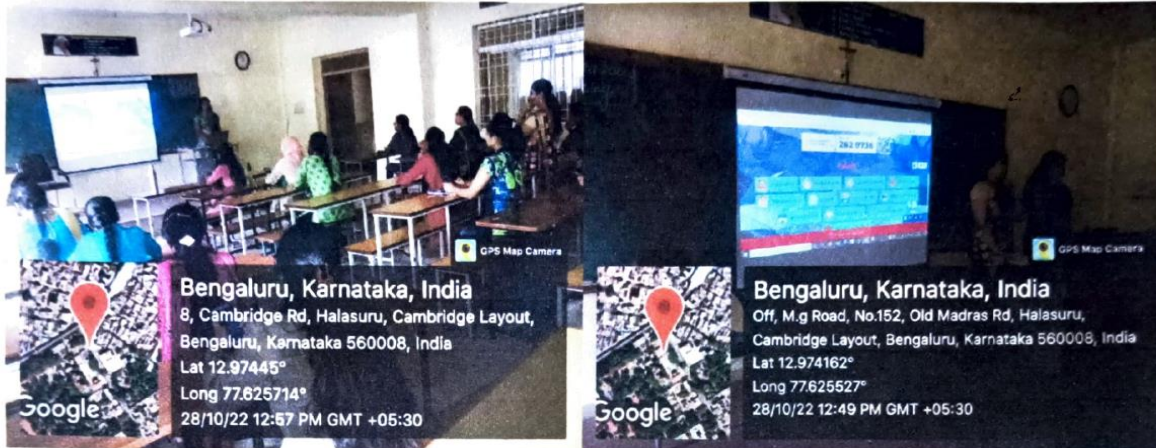 GPS Map Camera
Google
Bengaluru, Karnataka, India
8, Cambridge Rd, Halasuru, Cambridge Layout,
Bengaluru, Karnataka 560008, India
Lat 12.97445°
Long 77.625714°
28/10/22 12:57 PM GMT +05:30
GPS Map Camera
Google
Bengaluru, Karnataka, India
Off, M.g Road, No.152, Old Madras Rd, Halasuru,
Cambridge Layout, Bengaluru, Karnataka 560008, India
Lat 12.974162°
Long 77.625527°
28/10/22 12:49 PM GMT +05:30